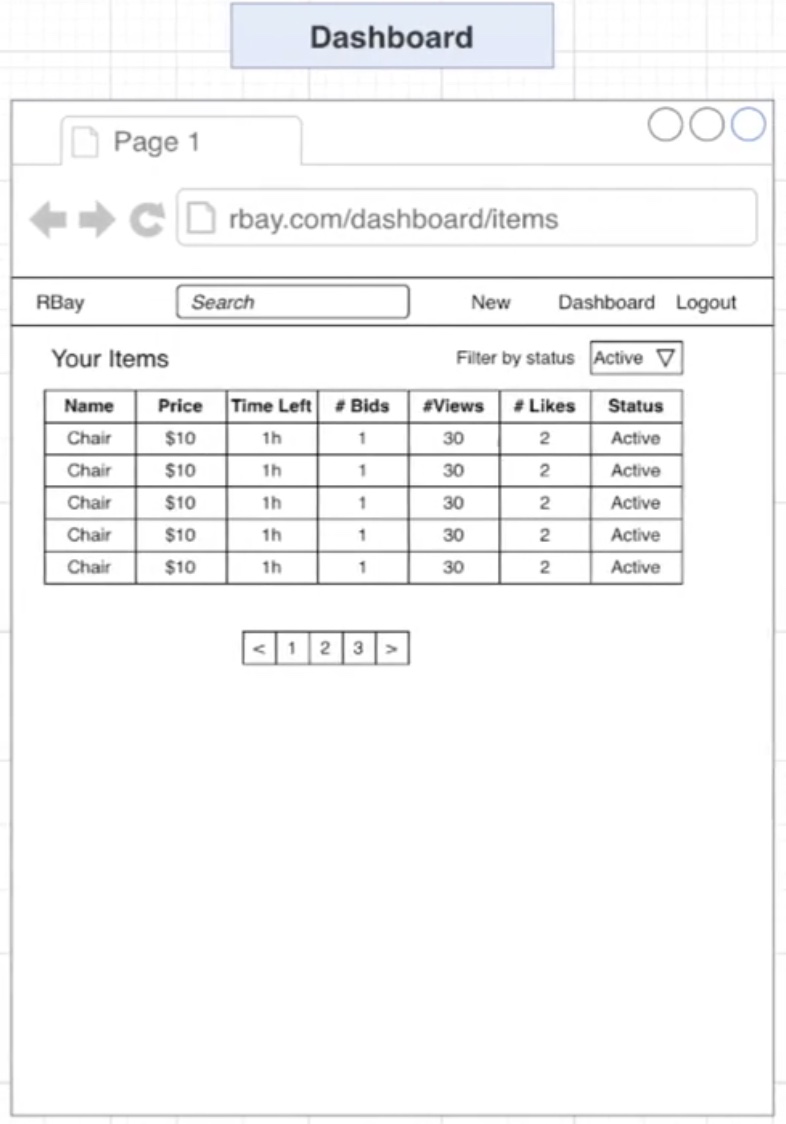 Dashboard
Page 1
rbay.com/dashboard/items
RBay Search New Dashboard Logout
Your Items Filter by status Active
Name Price Time Left # Bids #Views # Likes Status
Chair $10 1h 1 30 2 Active
Chair $10 1h 1 30 2 Active
Chair $10 1h 1 30 2 Active
Chair $10 1h 1 30 2 Active
Chair $10 1h 1 30 2 Active
< 1 2 3 >